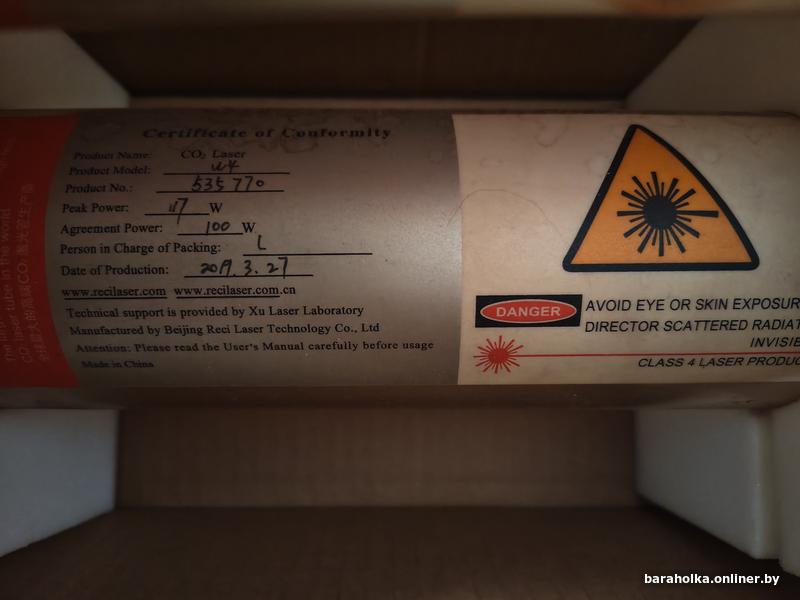 Certificate of Conformity
Product Name: CO₂ Laser
Product Model: W4
Product No.: 535 770
Peak Power: 117 W
Agreement Power: 100 W
Person in Charge of Packing: L
Date of Production: 2019.3.27
www.recilaser.com www.recilaser.com.cn
Technical support is provided by Xu Laser Laboratory
Manufactured by Beijing Reci Laser Technology Co., Ltd
Attention: Please read the User's Manual carefully before usage
Made in China
DANGER
AVOID EYE OR SKIN EXPOSUR
DIRECTOR SCATTERED RADIAT
INVISIB
CLASS 4 LASER PRODUC
baraholka.onliner.by